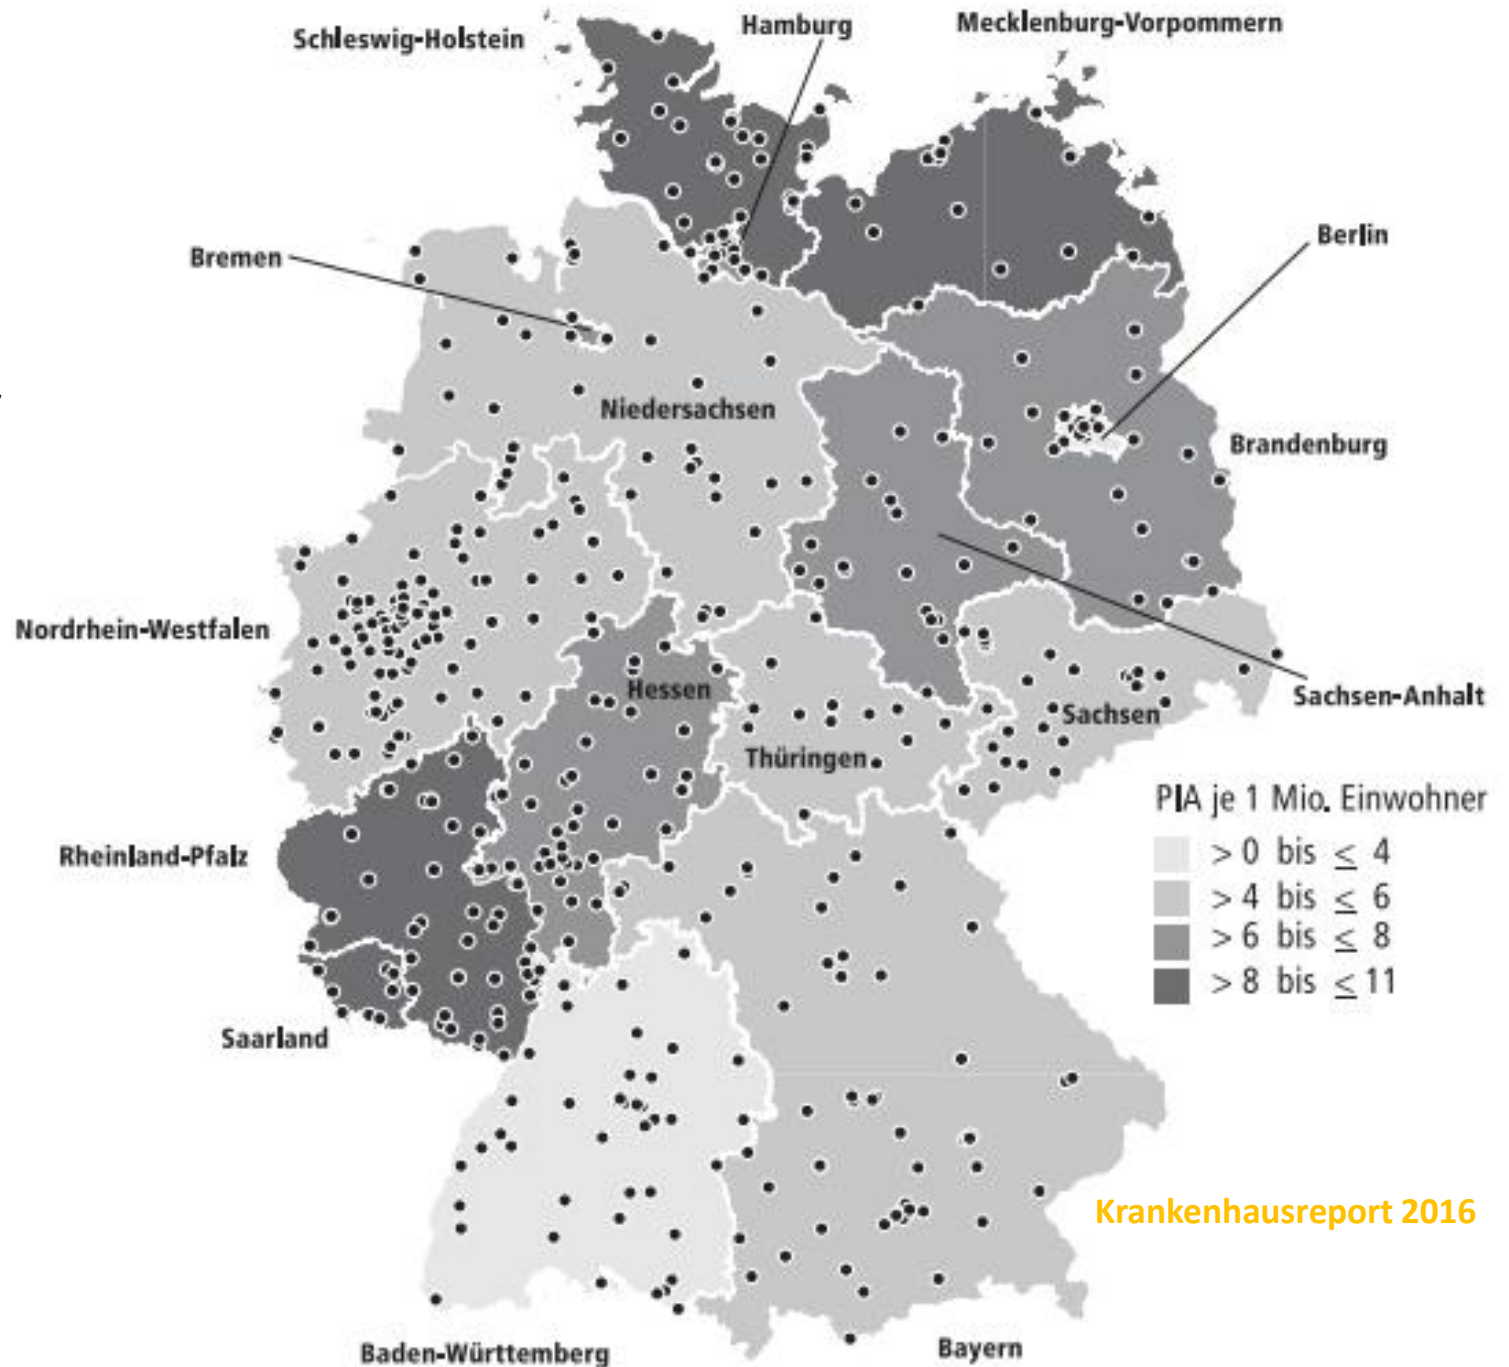 Schleswig-Holstein
Hamburg
Mecklenburg-Vorpommern
Bremen
Berlin
Niedersachsen
Brandenburg
Nordrhein-Westfalen
Hessen
Sachsen-Anhalt
Sachsen
Thüringen
PIA je 1 Mio. Einwohner
> 0 bis ≤ 4
> 4 bis ≤ 6
> 6 bis ≤ 8
> 8 bis ≤ 11
Rheinland-Pfalz
Saarland
Krankenhausreport 2016
Baden-Württemberg
Bayern